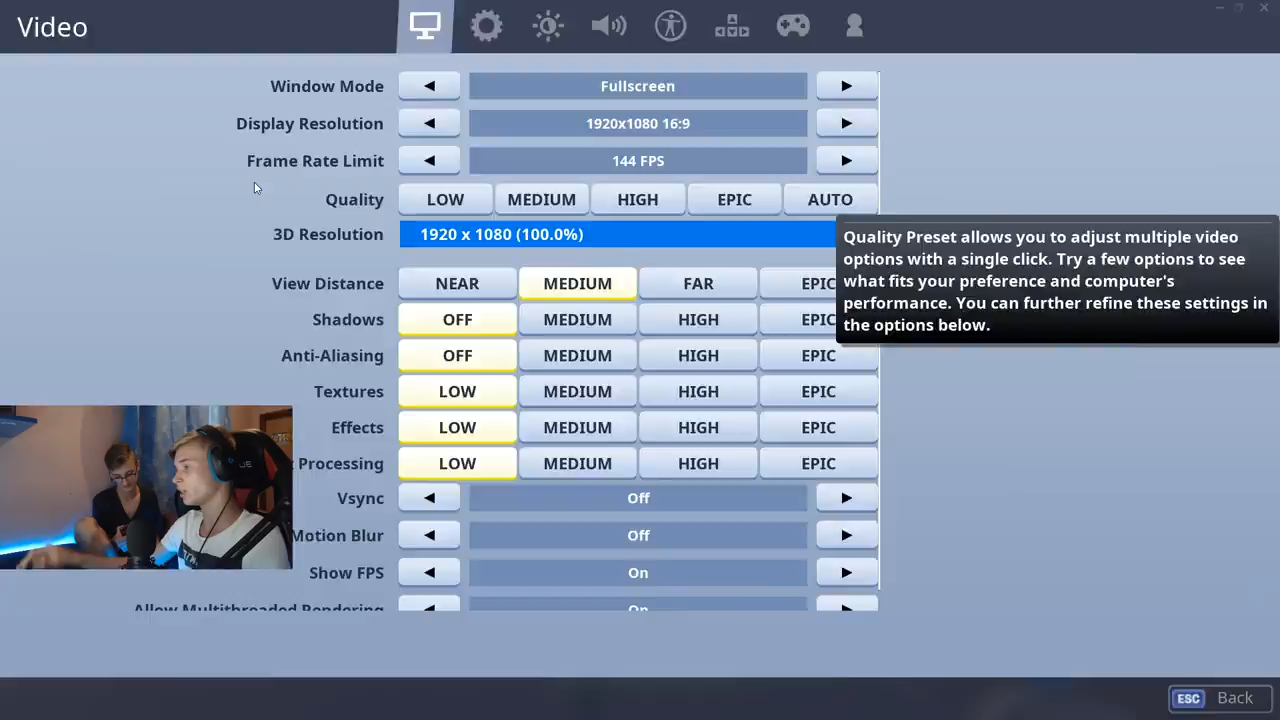 Video
Window Mode Fullscreen
Display Resolution 1920x1080 16:9
Frame Rate Limit 144 FPS
Quality LOW MEDIUM HIGH EPIC AUTO
3D Resolution 1920 x 1080 (100.0%)
Quality Preset allows you to adjust multiple video
options with a single click. Try a few options to see
what fits your preference and computer's
performance. You can further refine these settings in
the options below.
View Distance NEAR MEDIUM FAR EPIC
Shadows OFF MEDIUM HIGH EPIC
Anti-Aliasing OFF MEDIUM HIGH EPIC
Textures LOW MEDIUM HIGH EPIC
Effects LOW MEDIUM HIGH EPIC
Processing LOW MEDIUM HIGH EPIC
Vsync Off
Motion Blur Off
Show FPS On
Allow Multithreaded Rendering On
ESC Back